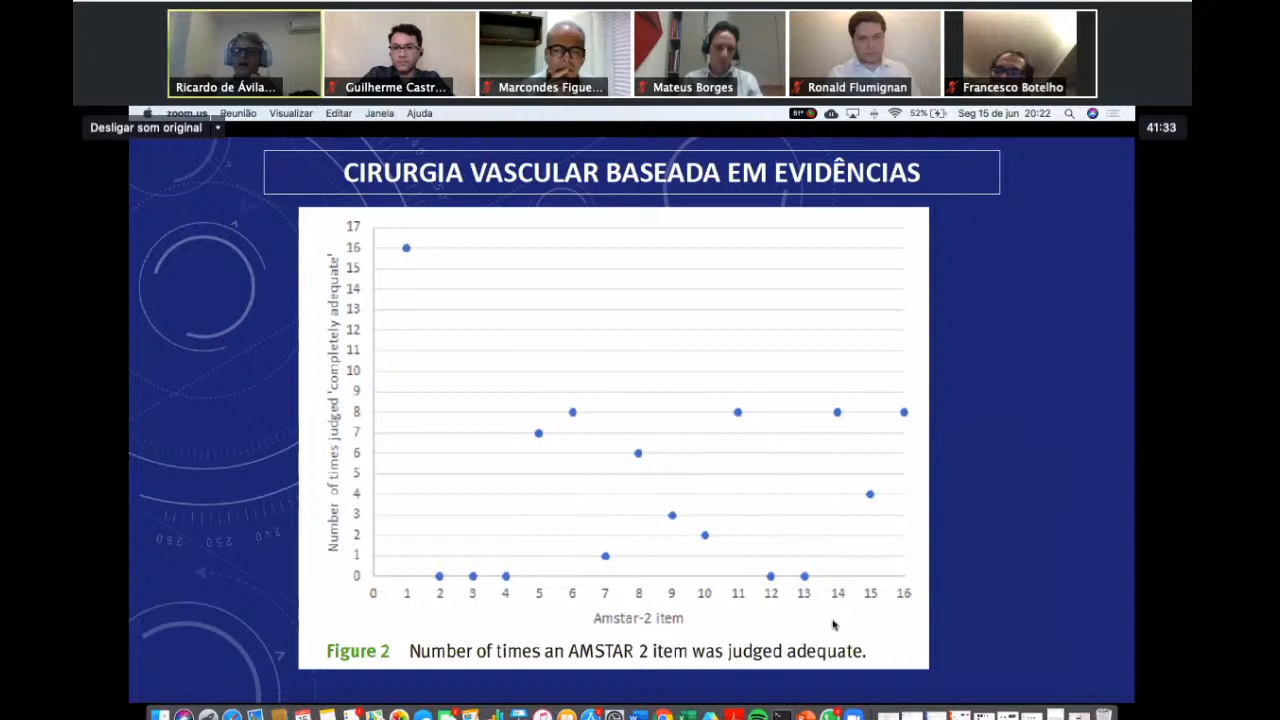 Ricardo de Ávila...
Guilherme Castr...
Marcondes Figue...
Mateus Borges
Ronald Flumignan
Francesco Botelho
zoom.us Reunião Visualizar Editar Janela Ajuda
51° 52% Seg 15 de jun 20:22
Desligar som original
41:33
CIRURGIA VASCULAR BASEADA EM EVIDÊNCIAS
Number of times judged 'completely adequate'
17
16
15
14
13
12
11
10
9
8
7
6
5
4
3
2
1
0
0 1 2 3 4 5 6 7 8 9 10 11 12 13 14 15 16
Amstar-2 item
Figure 2 Number of times an AMSTAR 2 item was judged adequate.
260 250 240